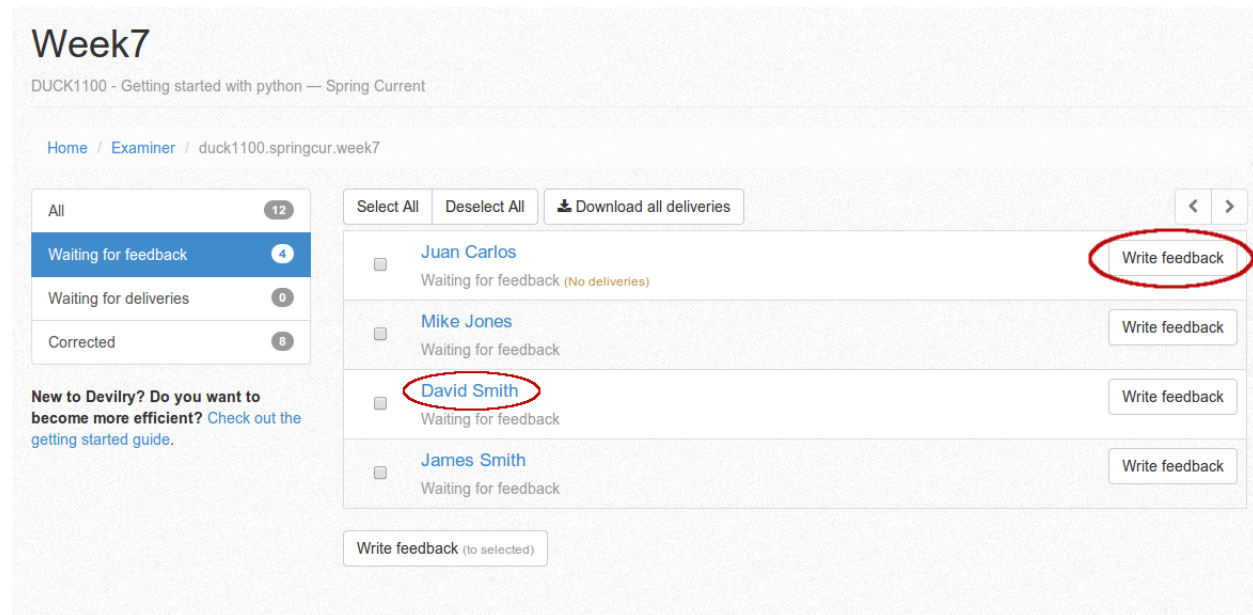 Week7
DUCK1100 - Getting started with python — Spring Current
Home / Examiner / duck1100.springcur.week7
All 12
Waiting for feedback 4
Waiting for deliveries 0
Corrected 8
New to Devilry? Do you want to
become more efficient? Check out the
getting started guide.
Select All Deselect All Download all deliveries
Juan Carlos Write feedback
Waiting for feedback (No deliveries)
Mike Jones Write feedback
Waiting for feedback
David Smith Write feedback
Waiting for feedback
James Smith Write feedback
Waiting for feedback
Write feedback (to selected)